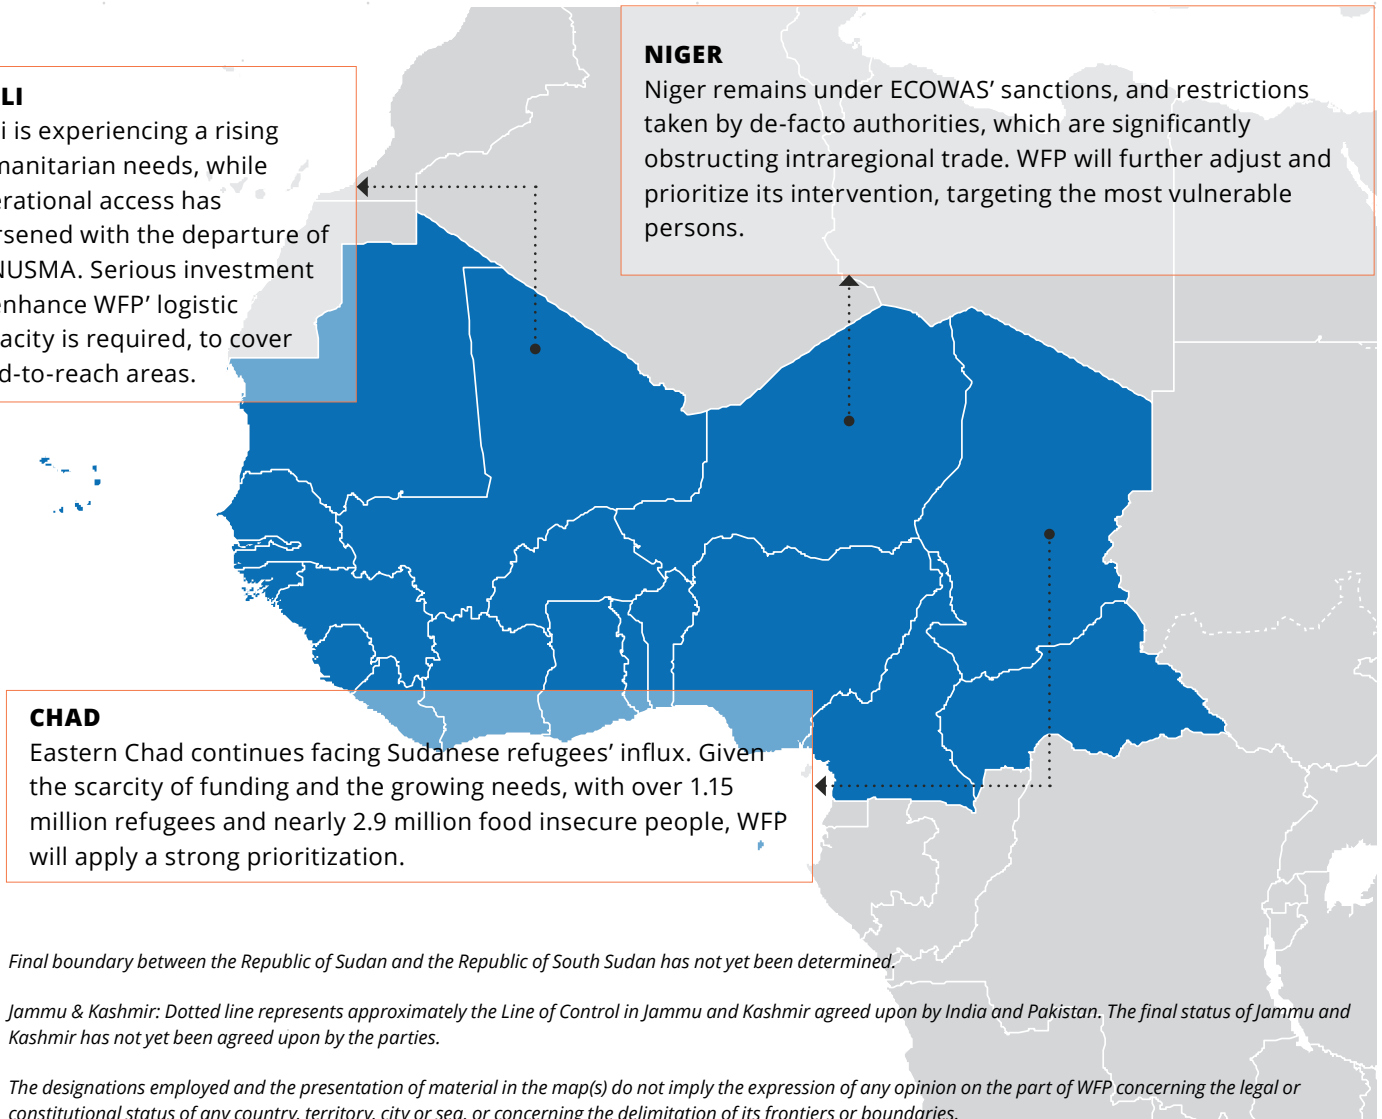 LI
i is experiencing a rising
manitarian needs, while
erational access has
rsened with the departure of
NUSMA. Serious investment
enhance WFP’ logistic
acity is required, to cover
d-to-reach areas.
NIGER
Niger remains under ECOWAS’ sanctions, and restrictions
taken by de-facto authorities, which are significantly
obstructing intraregional trade. WFP will further adjust and
prioritize its intervention, targeting the most vulnerable
persons.
CHAD
Eastern Chad continues facing Sudanese refugees’ influx. Given
the scarcity of funding and the growing needs, with over 1.15
million refugees and nearly 2.9 million food insecure people, WFP
will apply a strong prioritization.
Final boundary between the Republic of Sudan and the Republic of South Sudan has not yet been determined.
Jammu & Kashmir: Dotted line represents approximately the Line of Control in Jammu and Kashmir agreed upon by India and Pakistan. The final status of Jammu and
Kashmir has not yet been agreed upon by the parties.
The designations employed and the presentation of material in the map(s) do not imply the expression of any opinion on the part of WFP concerning the legal or
constitutional status of any country, territory, city or sea, or concerning the delimitation of its frontiers or boundaries.